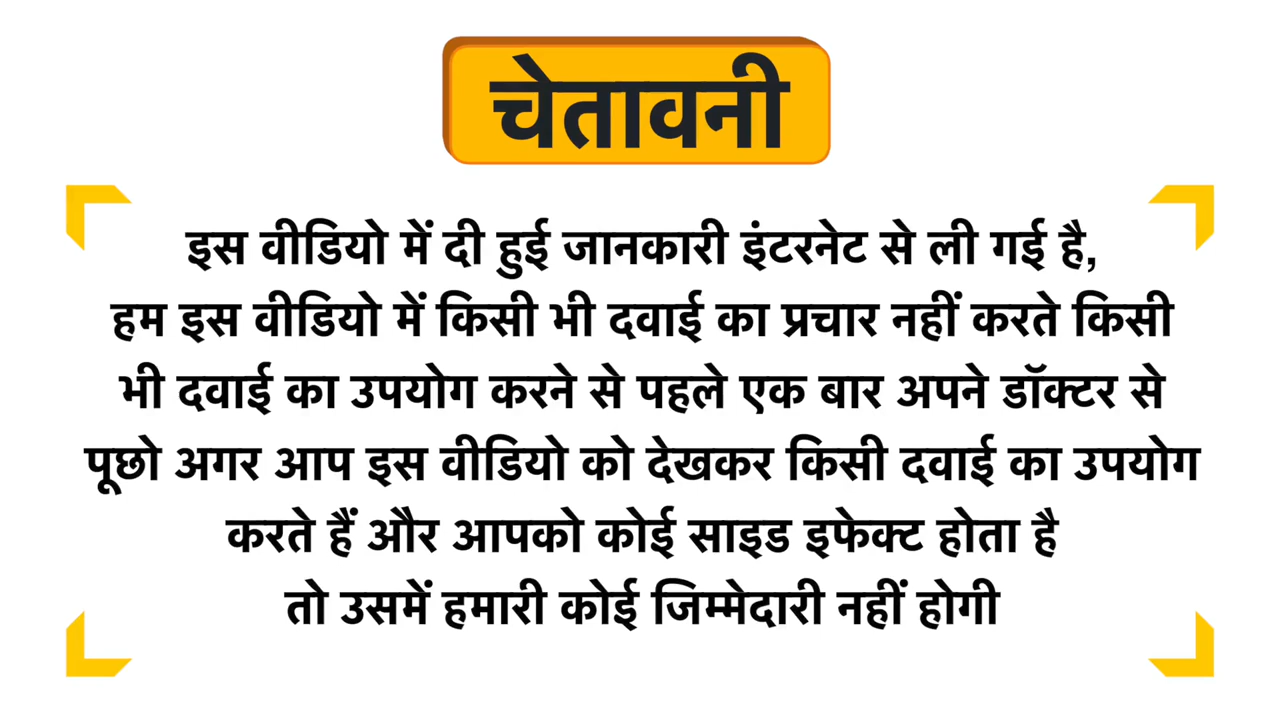 चेतावनी
इस वीडियो में दी हुई जानकारी इंटरनेट से ली गई है,
हम इस वीडियो में किसी भी दवाई का प्रचार नहीं करते किसी
भी दवाई का उपयोग करने से पहले एक बार अपने डॉक्टर से
पूछो अगर आप इस वीडियो को देखकर किसी दवाई का उपयोग
करते हैं और आपको कोई साइड इफेक्ट होता है
तो उसमें हमारी कोई जिम्मेदारी नहीं होगी